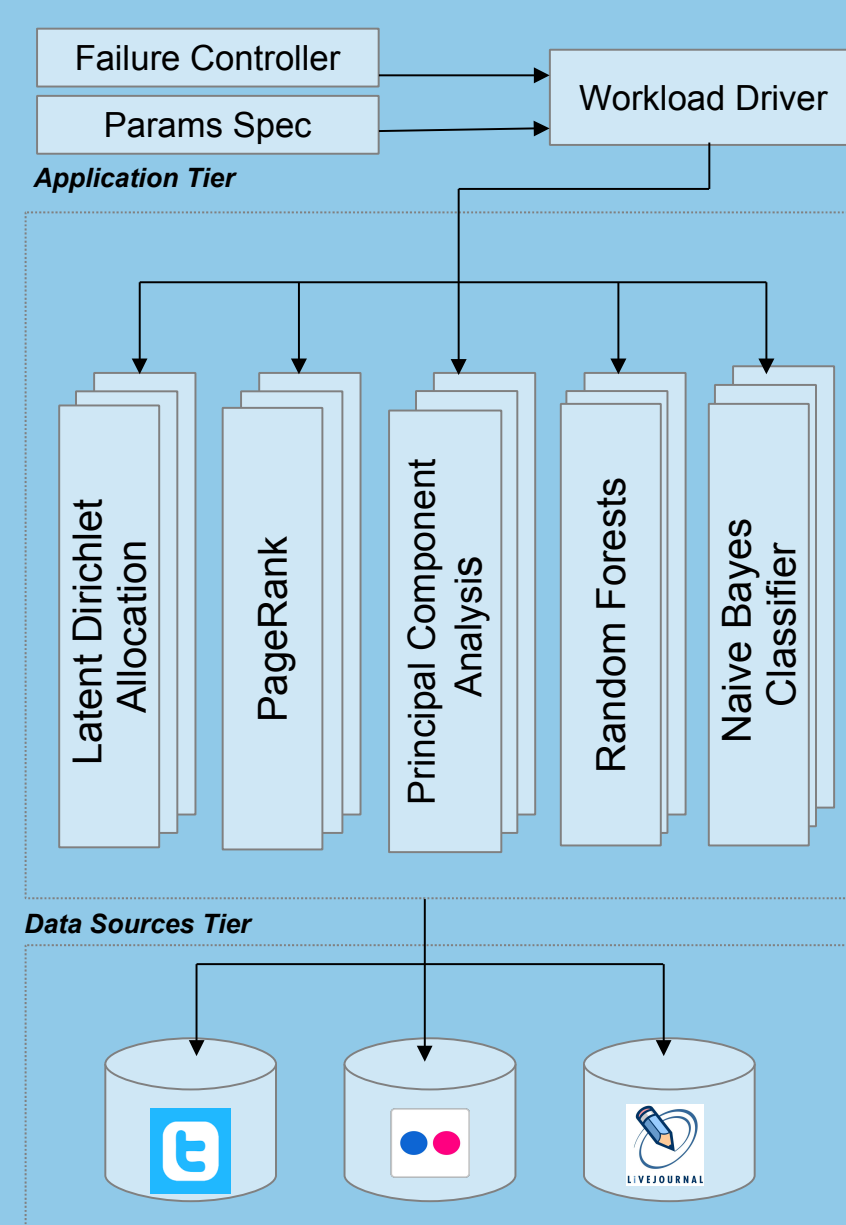 Failure Controller
Params Spec
Workload Driver
Application Tier
Latent Dirichlet
Allocation
PageRank
Principal Component
Analysis
Random Forests
Naive Bayes
Classifier
Data Sources Tier
LIVEJOURNAL